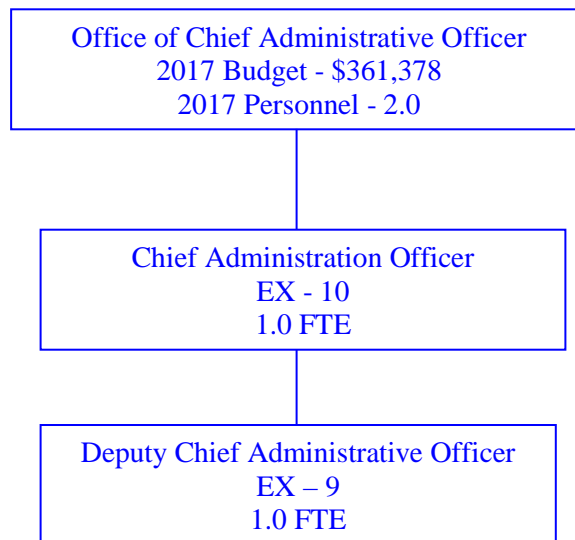 Office of Chief Administrative Officer
2017 Budget - $361,378
2017 Personnel - 2.0
Chief Administration Officer
EX - 10
1.0 FTE
Deputy Chief Administrative Officer
EX – 9
1.0 FTE